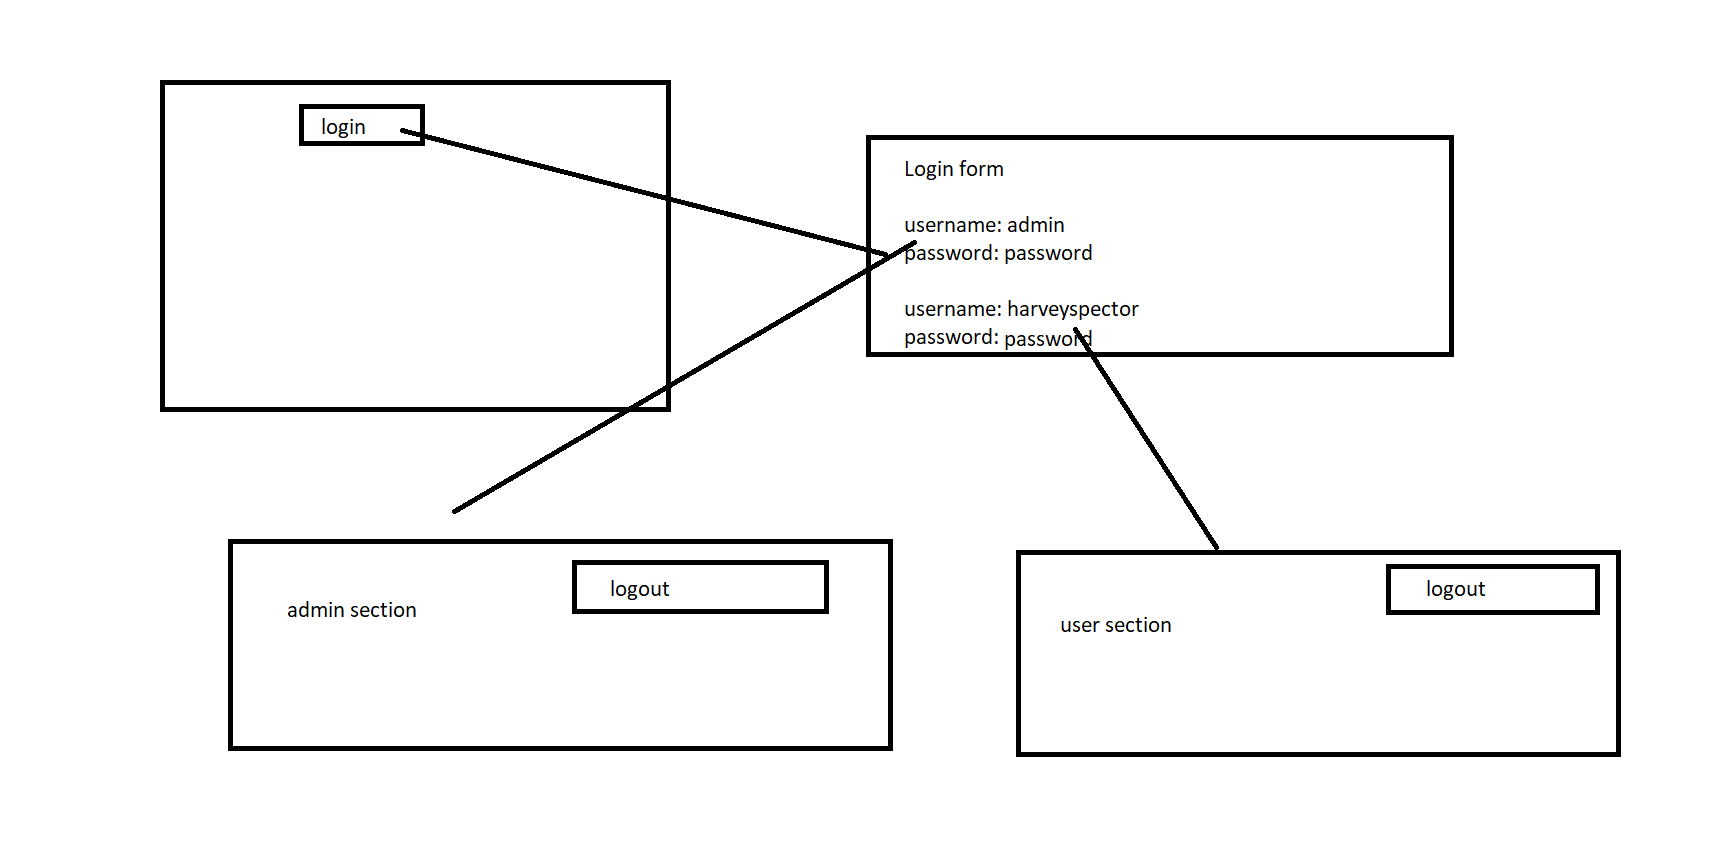 login
Login form
username: admin
password: password
username: harveyspector
password: password
admin section
logout
user section
logout